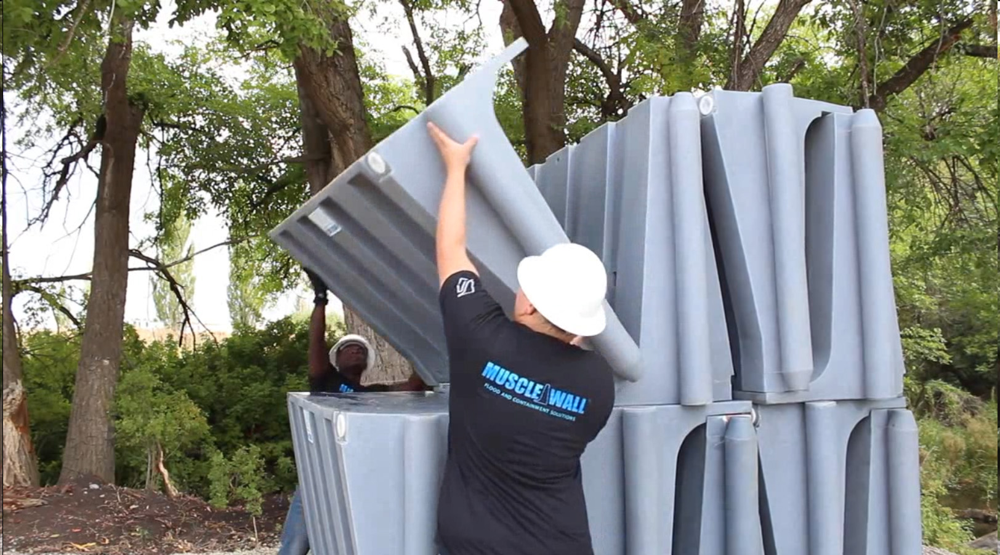 MUSCLE WALL
FLOOD AND CONTAINMENT SOLUTIONS